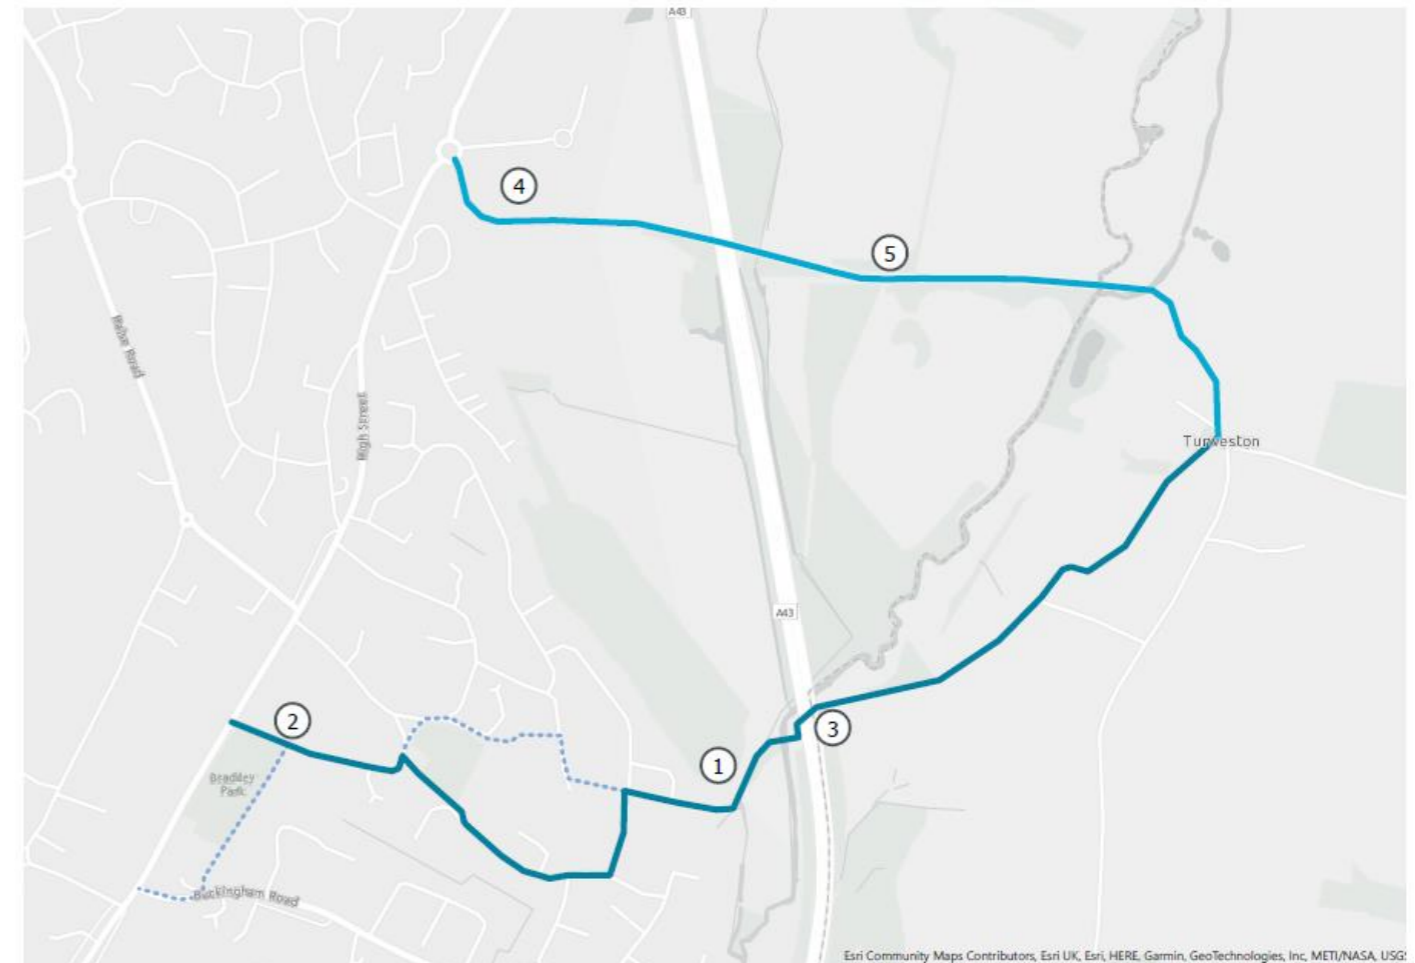 A43
4
5
Halse Road
High Street
Turweston
A43
2
3
1
Bradley
Park
Buckingham Road
Esri Community Maps Contributors, Esri UK, Esri, HERE, Garmin, GeoTechnologies, Inc, METI/NASA, USGS